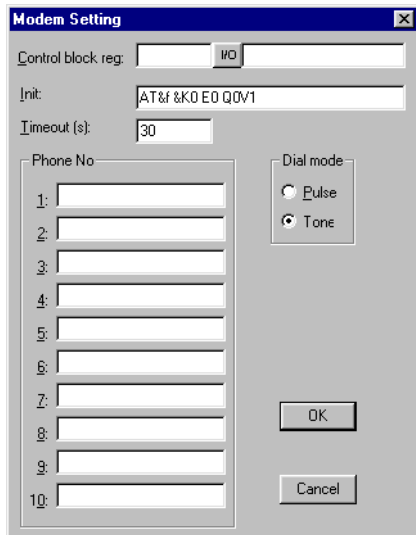 Modem Setting
Control block reg: I/O
Init: AT&f &K0 E0 Q0V1
Timeout (s): 30
Phone No
1:
2:
3:
4:
5:
6:
7:
8:
9:
10:
Dial mode
Pulse
Tone
OK
Cancel